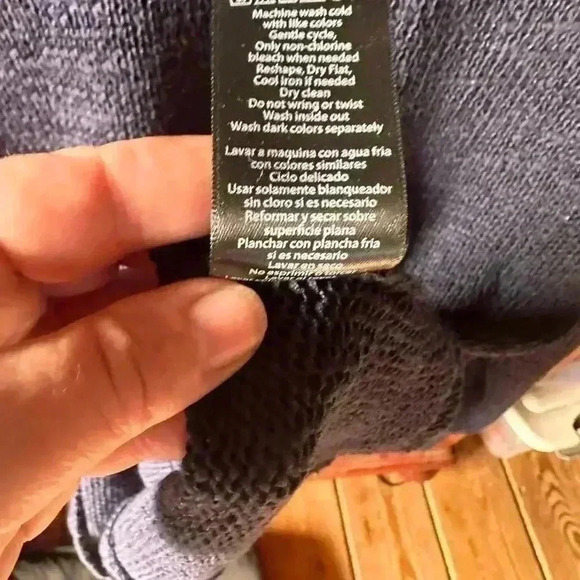 Machine wash cold
with like colors
Gentle cycle,
Only non-chlorine
bleach when needed
Reshape, Dry Flat,
Cool iron if needed
Dry clean
Do not wring or twist
Wash inside out
Wash dark colors separately
Lavar a maquina con agua fria
con colores similares
Ciclo delicado
Usar solamente blanqueador
sin cloro si es necesario
Reformar y secar sobre
superficie plana
Planchar con plancha fria
si es necesario
Lavar en seco
No esprimir o torcer